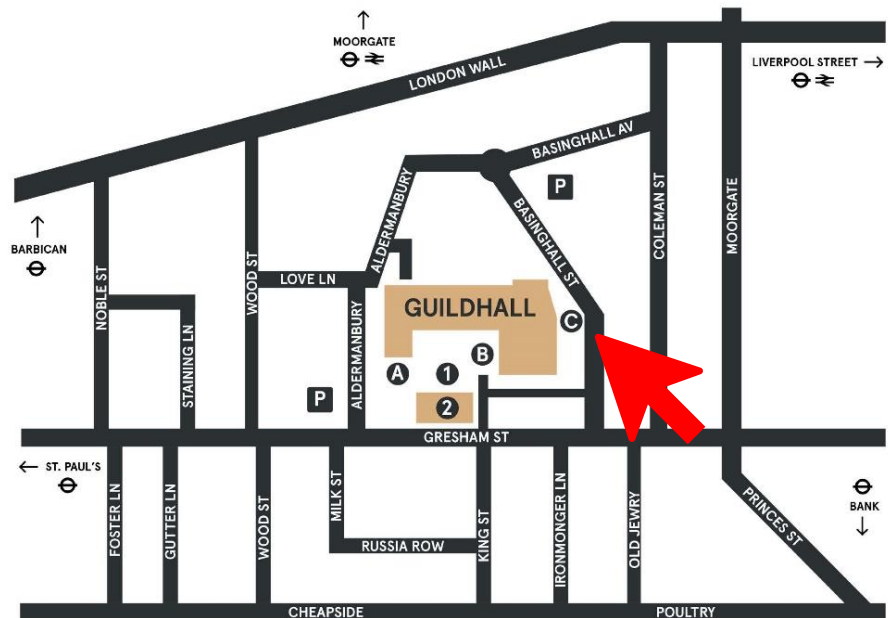 MOORGATE
LIVERPOOL STREET
LONDON WALL
BASINGHALL AV
P
BARBICAN
NOBLE ST
WOOD ST
ALDERMANBURY
BASINGHALL ST
COLEMAN ST
MOORGATE
LOVE LN
STAINING LN
ALDERMANBURY
GUILDHALL
C
B
A
1
P
2
GRESHAM ST
ST. PAUL'S
BANK
FOSTER LN
GUTTER LN
WOOD ST
MILK ST
RUSSIA ROW
KING ST
IRONMONGER LN
OLD JEWRY
PRINCES ST
CHEAPSIDE
POULTRY